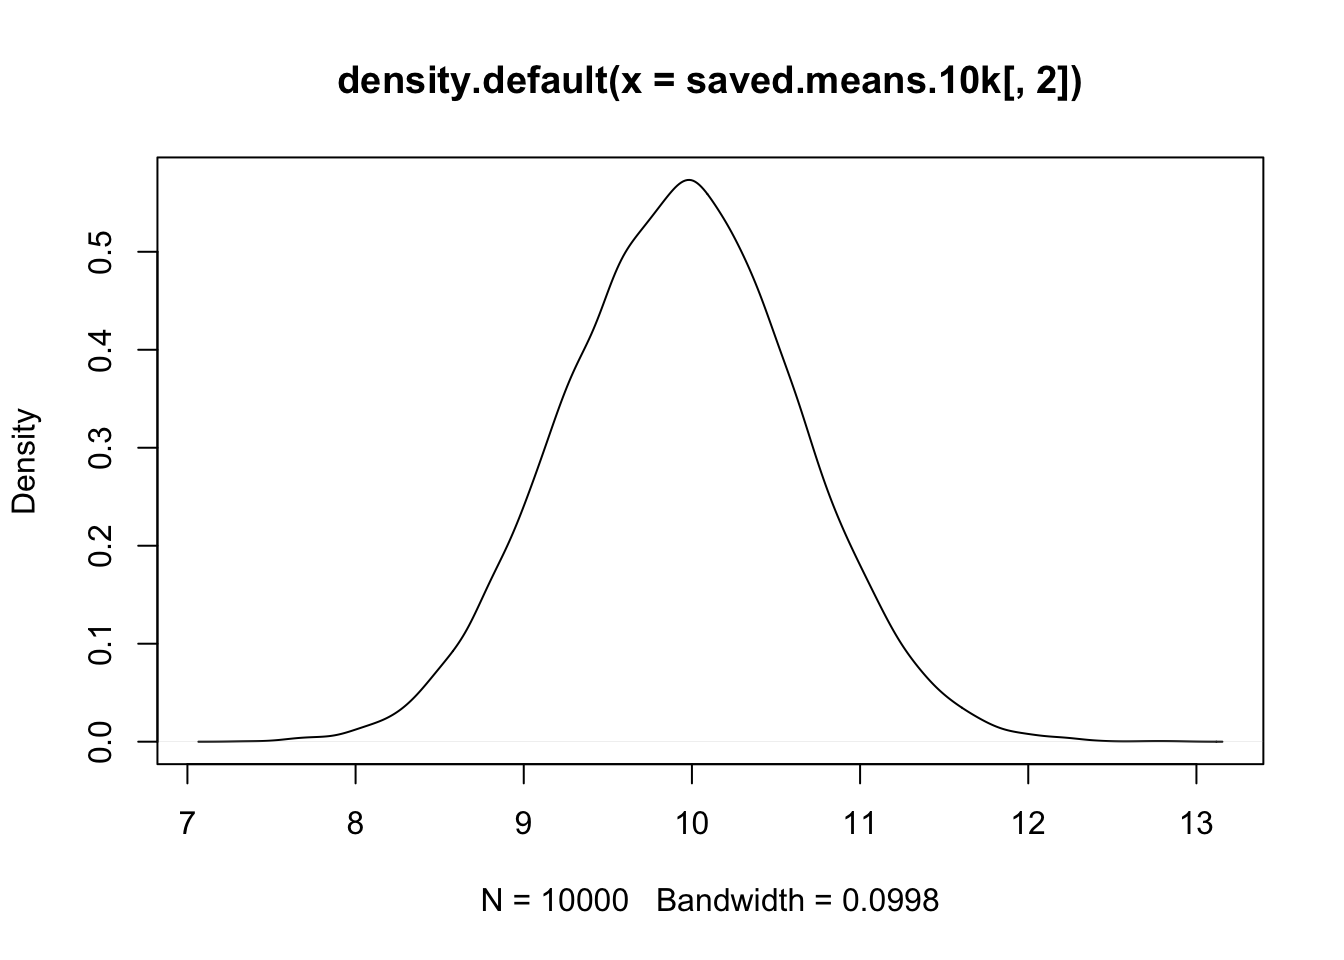 density.default(x = saved.means.10k[, 2])
Density
0.5
0.4
0.3
0.2
0.1
0.0
7 8 9 10 11 12 13
N = 10000   Bandwidth = 0.0998